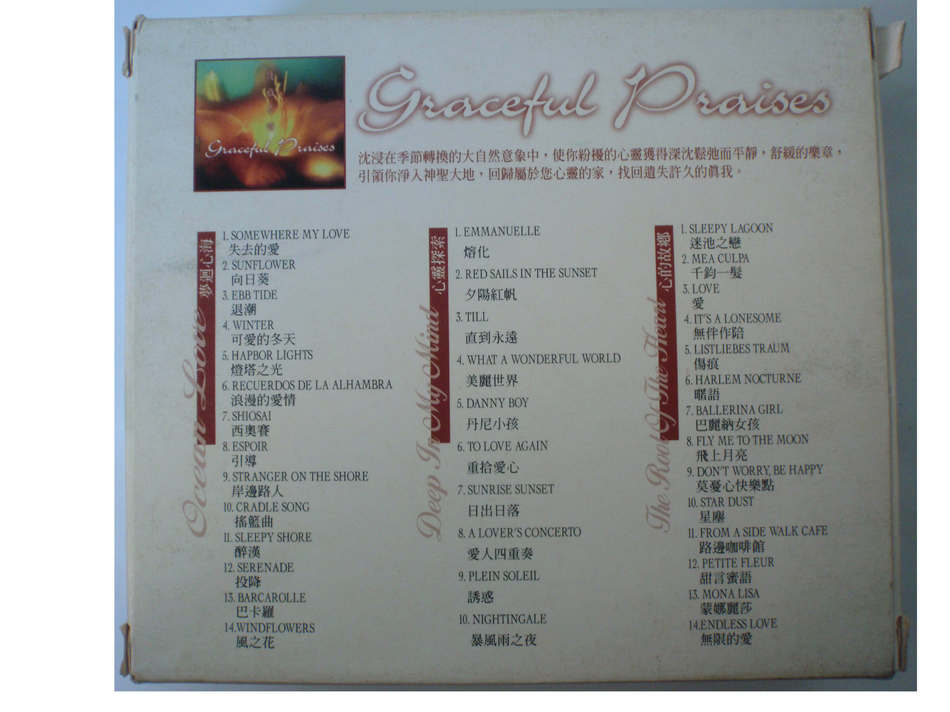 Graceful Praises
Graceful Praises
沈浸在季節轉換的大自然意象中，使你紛擾的心靈獲得深沈鬆弛而平靜，舒緩的樂章，
引領你淨入神聖大地，回歸屬於您心靈的家，找回遺失許久的眞我。
夢迴心海
Ocean Love
1. SOMEWHERE MY LOVE
失去的愛
2. SUNFLOWER
向日葵
3. EBB TIDE
退潮
4. WINTER
可愛的冬天
5. HAPBOR LIGHTS
燈塔之光
6. RECUERDOS DE LA ALHAMBRA
浪漫的愛情
7. SHIOSAI
西奧賽
8. ESPOIR
引導
9. STRANGER ON THE SHORE
岸邊路人
10. CRADLE SONG
搖籃曲
11. SLEEPY SHORE
醉漢
12. SERENADE
投降
13. BARCAROLLE
巴卡羅
14.WINDFLOWERS
風之花
心靈探索
Deep In My Mind
1. EMMANUELLE
熔化
2. RED SAILS IN THE SUNSET
夕陽紅帆
3. TILL
直到永遠
4. WHAT A WONDERFUL WORLD
美麗世界
5. DANNY BOY
丹尼小孩
6. TO LOVE AGAIN
重拾愛心
7. SUNRISE SUNSET
日出日落
8. A LOVER'S CONCERTO
愛人四重奏
9. PLEIN SOLEIL
誘惑
10. NIGHTINGALE
暴風雨之夜
心的故鄉
The Root Of The Heart
1. SLEEPY LAGOON
迷池之戀
2. MEA CULPA
千鈞一髮
3. LOVE
愛
4. IT'S A LONESOME
無伴作陪
5. LISTLIEBES TRAUM
傷痕
6. HARLEM NOCTURNE
暱語
7. BALLERINA GIRL
巴麗納女孩
8. FLY ME TO THE MOON
飛上月亮
9. DON'T WORRY, BE HAPPY
莫憂心快樂點
10. STAR DUST
星塵
11. FROM A SIDE WALK CAFE
路邊咖啡館
12. PETITE FLEUR
甜言蜜語
13. MONA LISA
蒙娜麗莎
14.ENDLESS LOVE
無限的愛